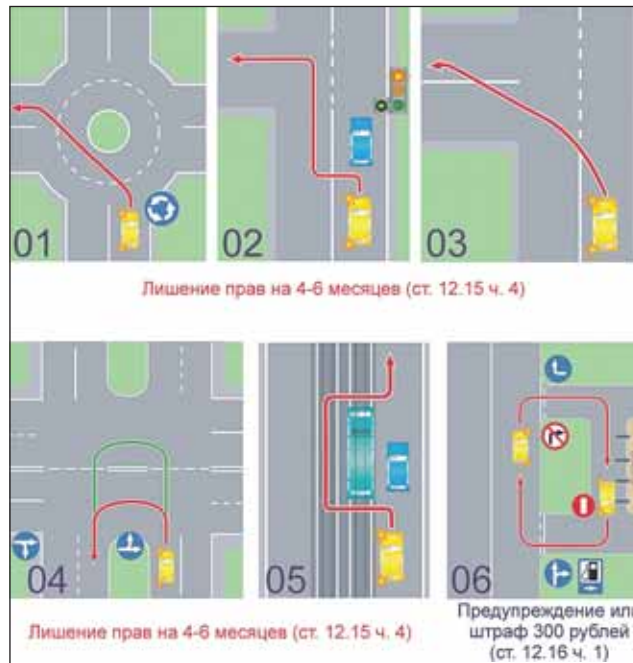 01
02
03
Лишение прав на 4-6 месяцев (ст. 12.15 ч. 4)
04
05
06
Лишение прав на 4-6 месяцев (ст. 12.15 ч. 4)
Предупреждение или
штраф 300 рублей
(ст. 12.16 ч. 1)